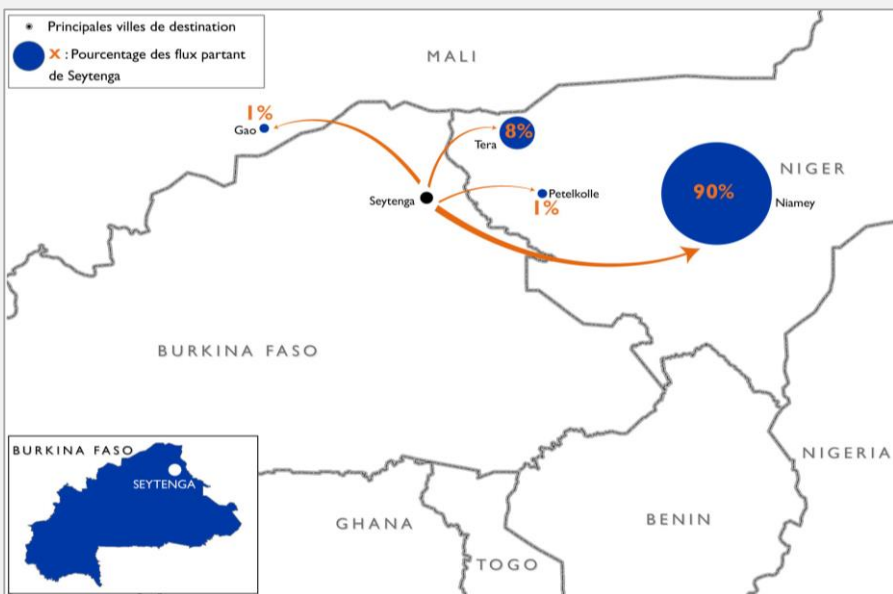 Principales villes de destination
X : Pourcentage des flux partant
de Seytenga
MALI
1%
Gao
8%
Tera
NIGER
Seytenga
Petelkolle
1%
90%
Niamey
BURKINA FASO
BURKINA FASO
SEYTENGA
NIGERIA
GHANA
BENIN
TOGO